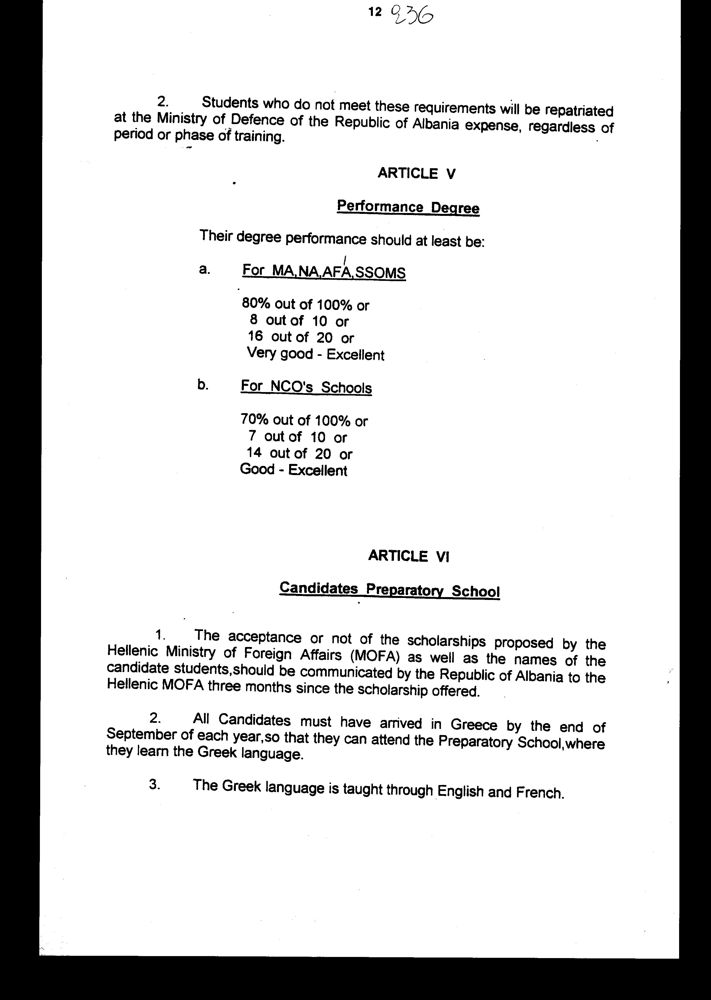 12 236
2. Students who do not meet these requirements will be repatriated
at the Ministry of Defence of the Republic of Albania expense, regardless of
period or phase of training.
ARTICLE V
Performance Degree
Their degree performance should at least be:
a. For MA,NA,AFA,SSOMS
80% out of 100% or
8 out of 10 or
16 out of 20 or
Very good - Excellent
b. For NCO's Schools
70% out of 100% or
7 out of 10 or
14 out of 20 or
Good - Excellent
ARTICLE VI
Candidates Preparatory School
1. The acceptance or not of the scholarships proposed by the
Hellenic Ministry of Foreign Affairs (MOFA) as well as the names of the
candidate students,should be communicated by the Republic of Albania to the
Hellenic MOFA three months since the scholarship offered.
2. All Candidates must have arrived in Greece by the end of
September of each year,so that they can attend the Preparatory School,where
they learn the Greek language.
3. The Greek language is taught through English and French.